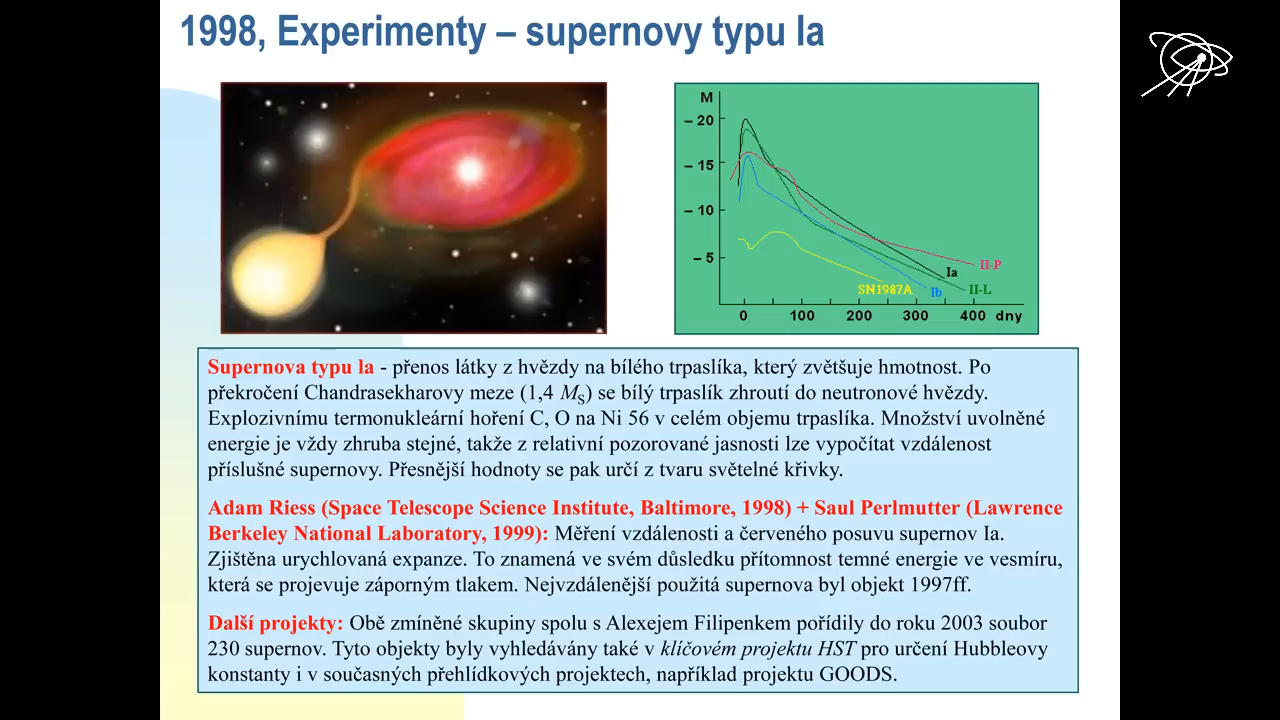 1998, Experimenty – supernovy typu Ia
M
– 20
– 15
– 10
– 5
0 100 200 300 400 dny
II-P
Ia
SN1987A
Ib
II-L
Supernova typu Ia - přenos látky z hvězdy na bílého trpaslíka, který zvětšuje hmotnost. Po
překročení Chandrasekharovy meze (1,4 MS) se bílý trpaslík zhroutí do neutronové hvězdy.
Explozivnímu termonukleární hoření C, O na Ni 56 v celém objemu trpaslíka. Množství uvolněné
energie je vždy zhruba stejné, takže z relativní pozorované jasnosti lze vypočítat vzdálenost
příslušné supernovy. Přesnější hodnoty se pak určí z tvaru světelné křivky.
Adam Riess (Space Telescope Science Institute, Baltimore, 1998) + Saul Perlmutter (Lawrence
Berkeley National Laboratory, 1999): Měření vzdálenosti a červeného posuvu supernov Ia.
Zjištěna urychlovaná expanze. To znamená ve svém důsledku přítomnost temné energie ve vesmíru,
která se projevuje záporným tlakem. Nejvzdálenější použitá supernova byl objekt 1997ff.
Další projekty: Obě zmíněné skupiny spolu s Alexejem Filipenkem pořídily do roku 2003 soubor
230 supernov. Tyto objekty byly vyhledávány také v klíčovém projektu HST pro určení Hubbleovy
konstanty i v současných přehlídkových projektech, například projektu GOODS.